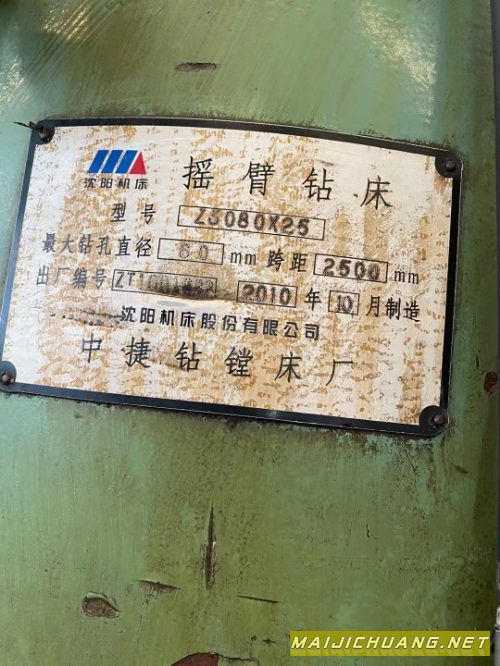 沈阳机床
摇臂钻床
型号 Z3080X25
最大钻孔直径 80 mm 跨距 2500 mm
出厂编号 2010 年 10 月制造
沈阳机床股份有限公司
中捷钻镗床厂
MAIJICHUANG.NET